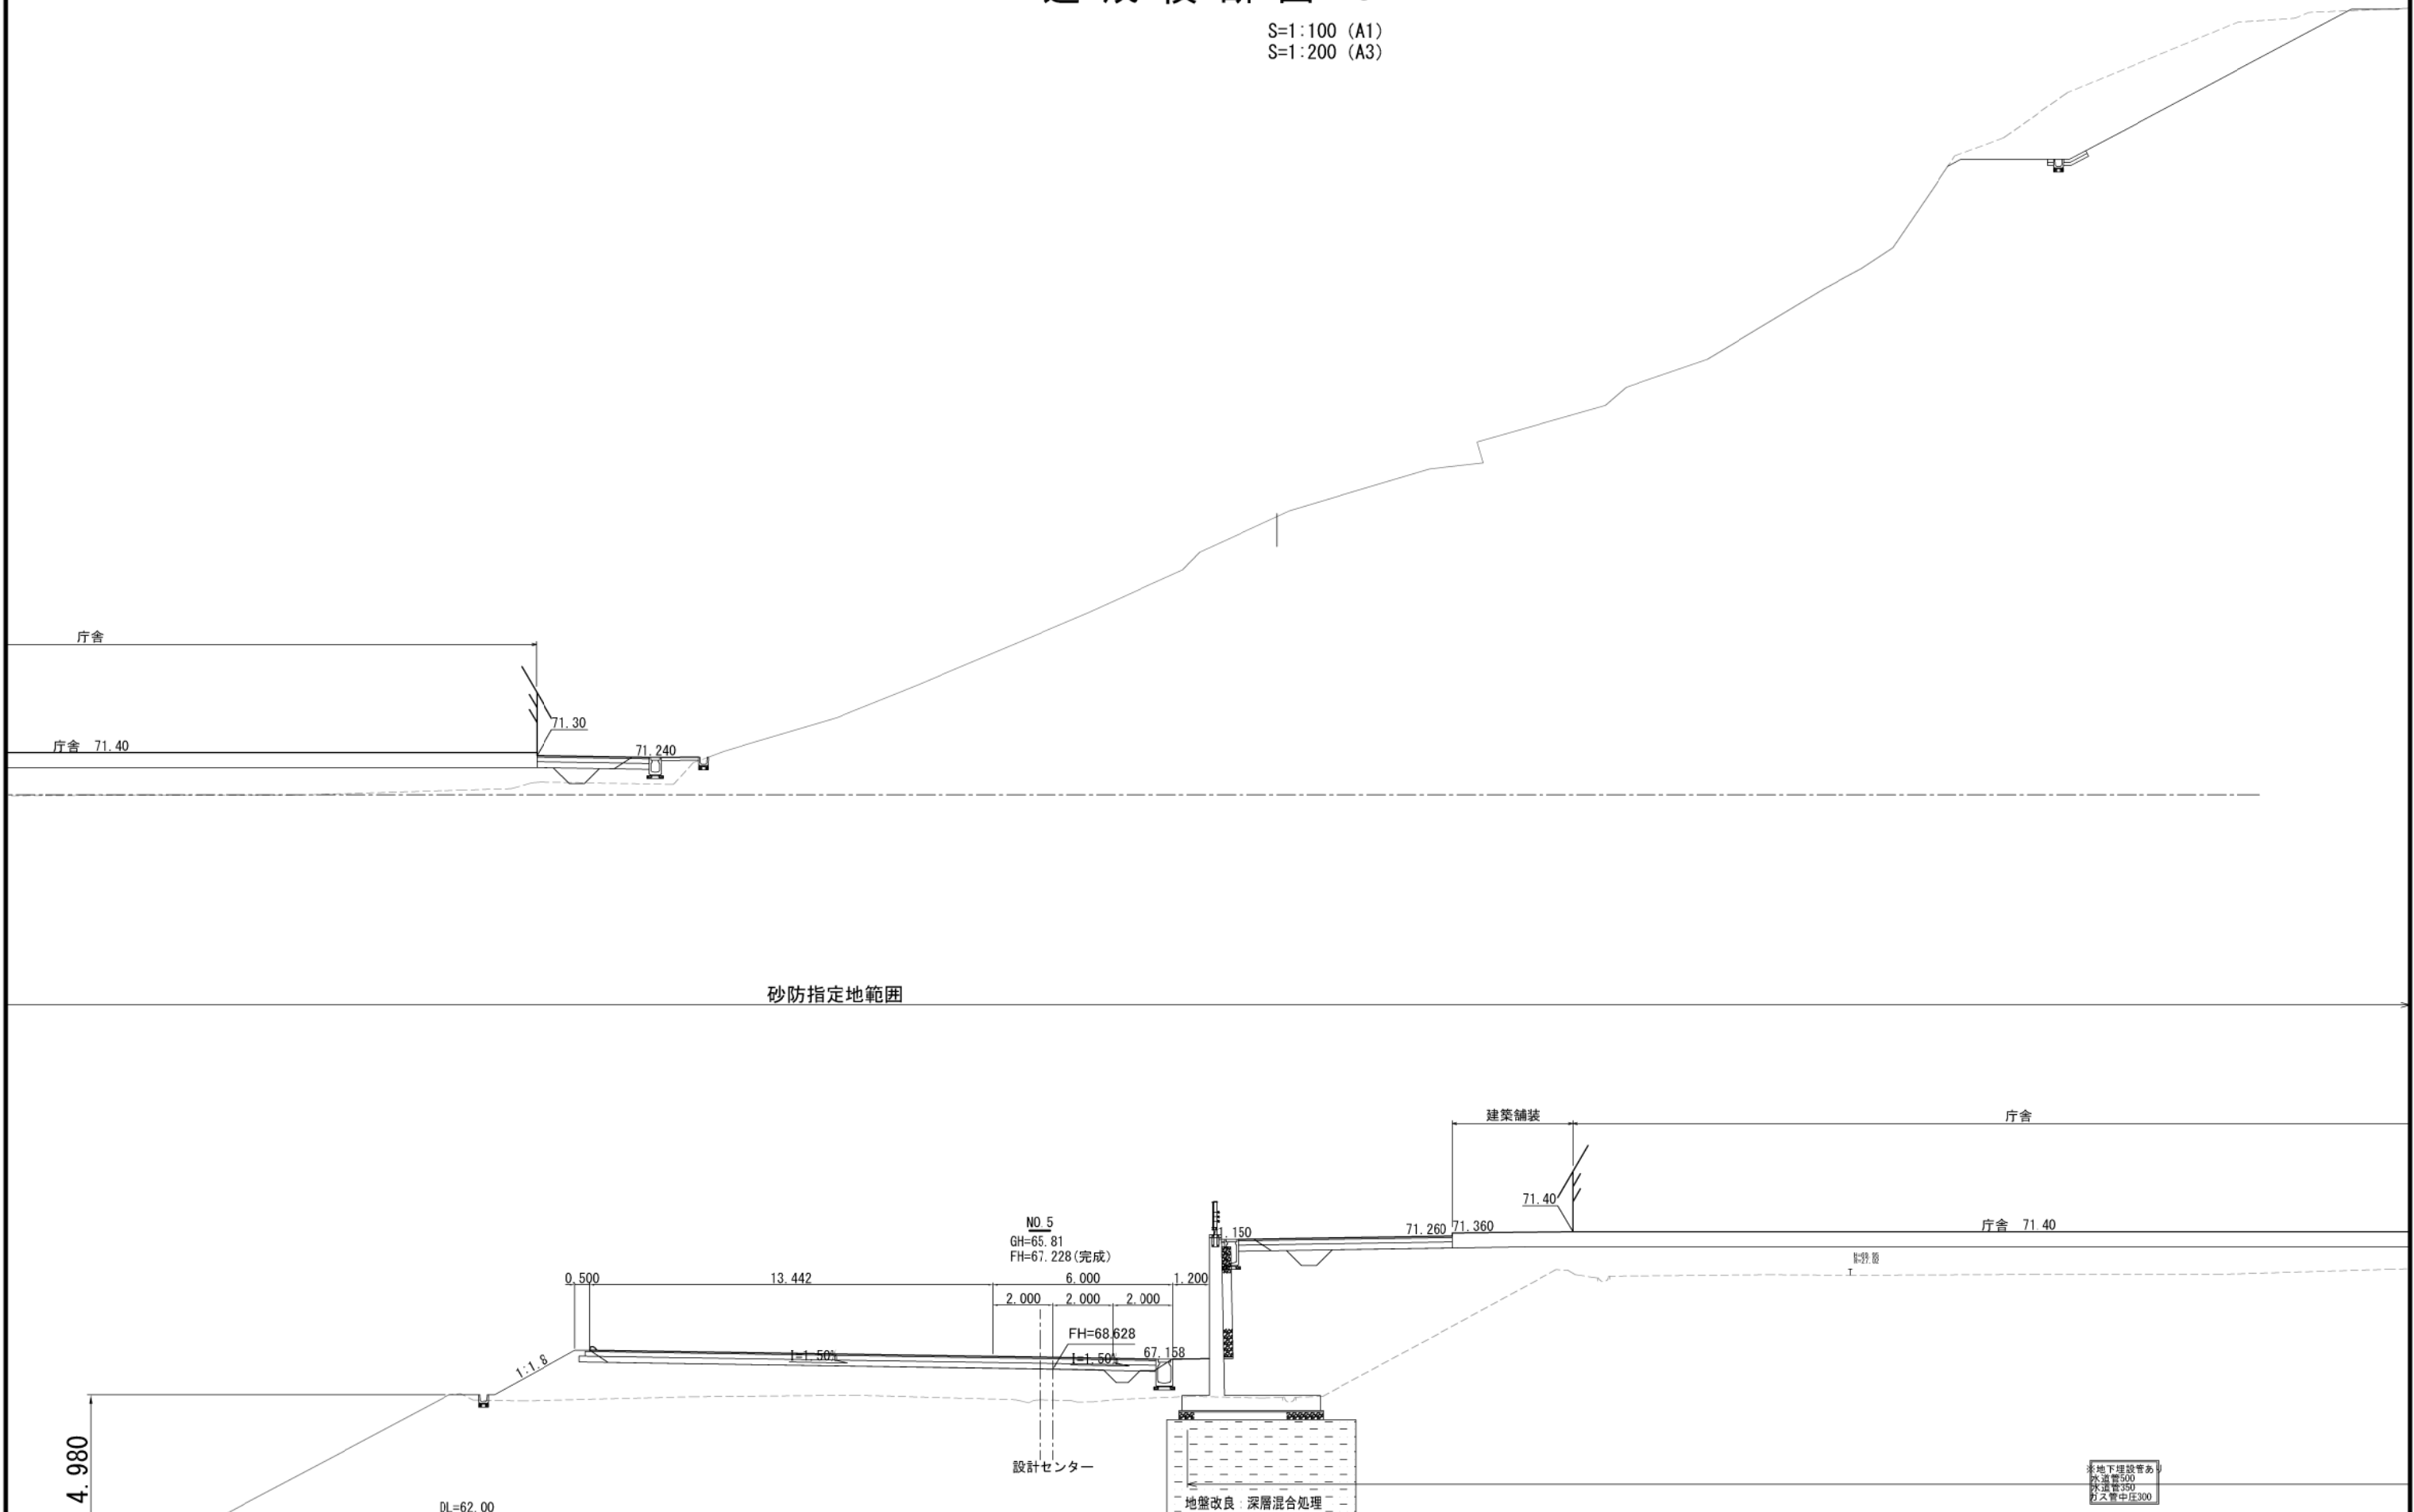 S=1:100 (A1)
S=1:200 (A3)
庁舎
71.30
庁舎 71.40
71.240
砂防指定地範囲
建築舗装
庁舎
71.40
71.260
71.360
庁舎 71.40
NO.5
GH=65.81
FH=67.228(完成)
0.500
13.442
6.000
1.200
2.000
2.000
2.000
FH=68.628
67.158
I=1.50%
I=1.50%
1:1.8
4.980
設計センター
地盤改良：深層混合処理
DL=62.00
※地下埋設管あり
水道管500
水道管350
ガス管中圧300